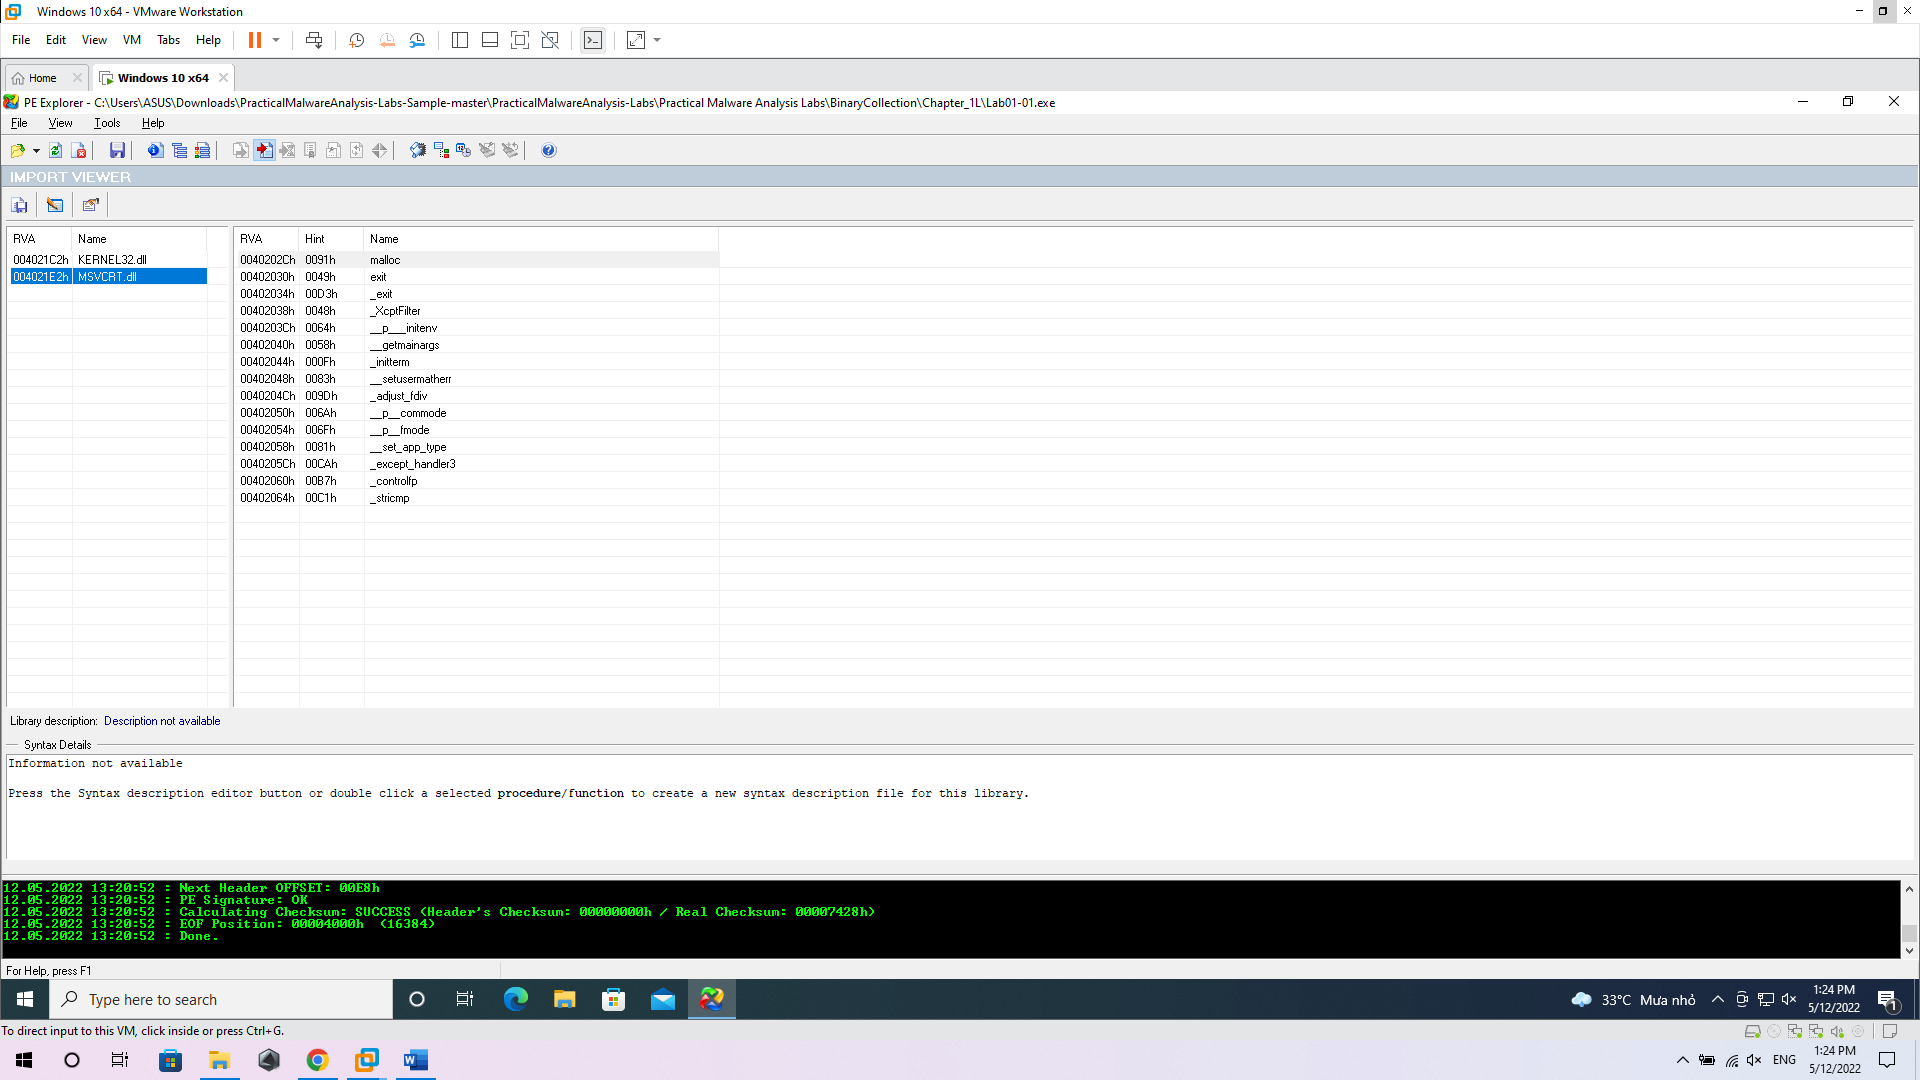 Windows 10 x64 - VMware Workstation
File Edit View VM Tabs Help
Home Windows 10 x64
PE Explorer - C:\Users\ASUS\Downloads\PracticalMalwareAnalysis-Labs-Sample-master\PracticalMalwareAnalysis-Labs\Practical Malware Analysis Labs\BinaryCollection\Chapter_1L\Lab01-01.exe
File View Tools Help
IMPORT VIEWER
RVA Name RVA Hint Name
004021C2h KERNEL32.dll 0040202Ch 0091h malloc
004021E2h MSVCRT.dll 00402030h 0049h exit
00402034h 00D3h _exit
00402038h 0048h _XcptFilter
0040203Ch 0064h __p___initenv
00402040h 0058h __getmainargs
00402044h 000Fh _initterm
00402048h 0083h __setusermatherr
0040204Ch 009Dh _adjust_fdiv
00402050h 006Ah __p__commode
00402054h 006Fh __p__fmode
00402058h 0081h __set_app_type
0040205Ch 00CAh _except_handler3
00402060h 00B7h _controlfp
00402064h 00C1h _stricmp
Library description: Description not available
Syntax Details
Information not available
Press the Syntax description editor button or double click a selected procedure/function to create a new syntax description file for this library.
12.05.2022 13:20:52 : Next Header OFFSET: 00E8h
12.05.2022 13:20:52 : PE Signature: OK
12.05.2022 13:20:52 : Calculating Checksum: SUCCESS (Header's Checksum: 00000000h / Real Checksum: 00007428h)
12.05.2022 13:20:52 : EOF Position: 00004000h (16384)
12.05.2022 13:20:52 : Done.
For Help, press F1
Type here to search
33°C Mưa nhỏ
1:24 PM
5/12/2022
1
To direct input to this VM, click inside or press Ctrl+G.
ENG
1:24 PM
5/12/2022